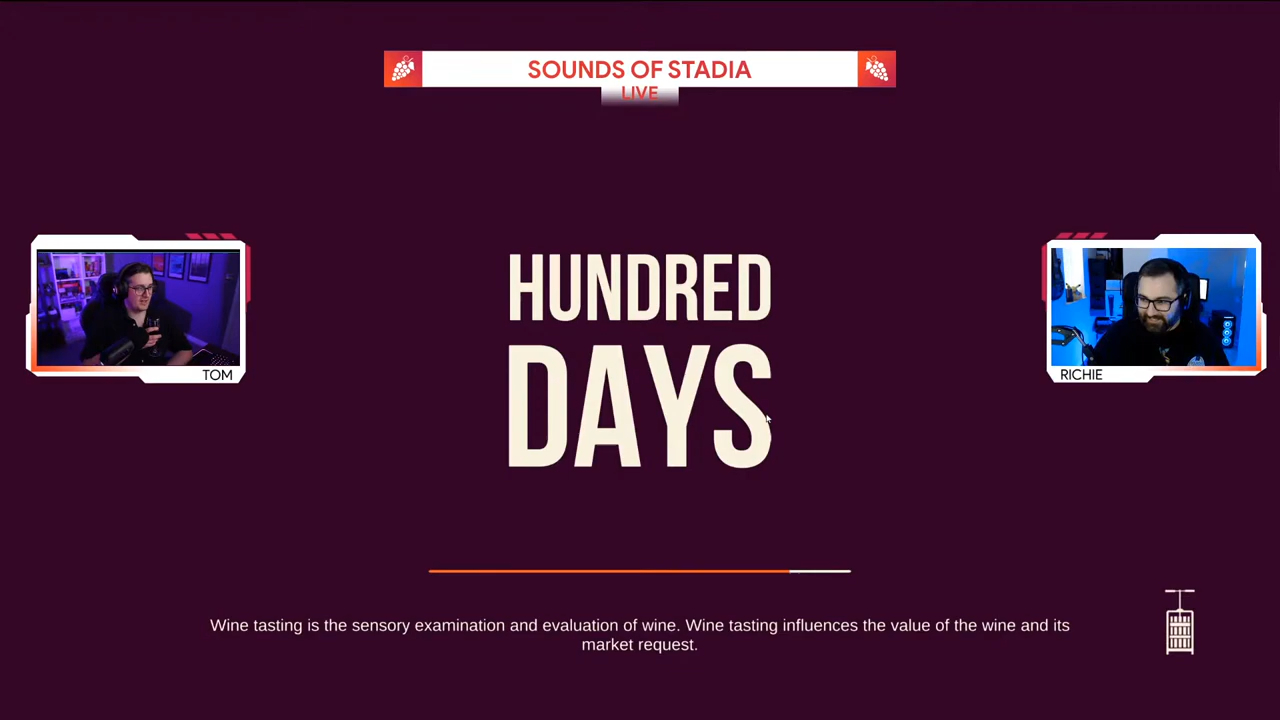 SOUNDS OF STADIA
LIVE
HUNDRED
DAYS
TOM
RICHIE
Wine tasting is the sensory examination and evaluation of wine. Wine tasting influences the value of the wine and its
market request.